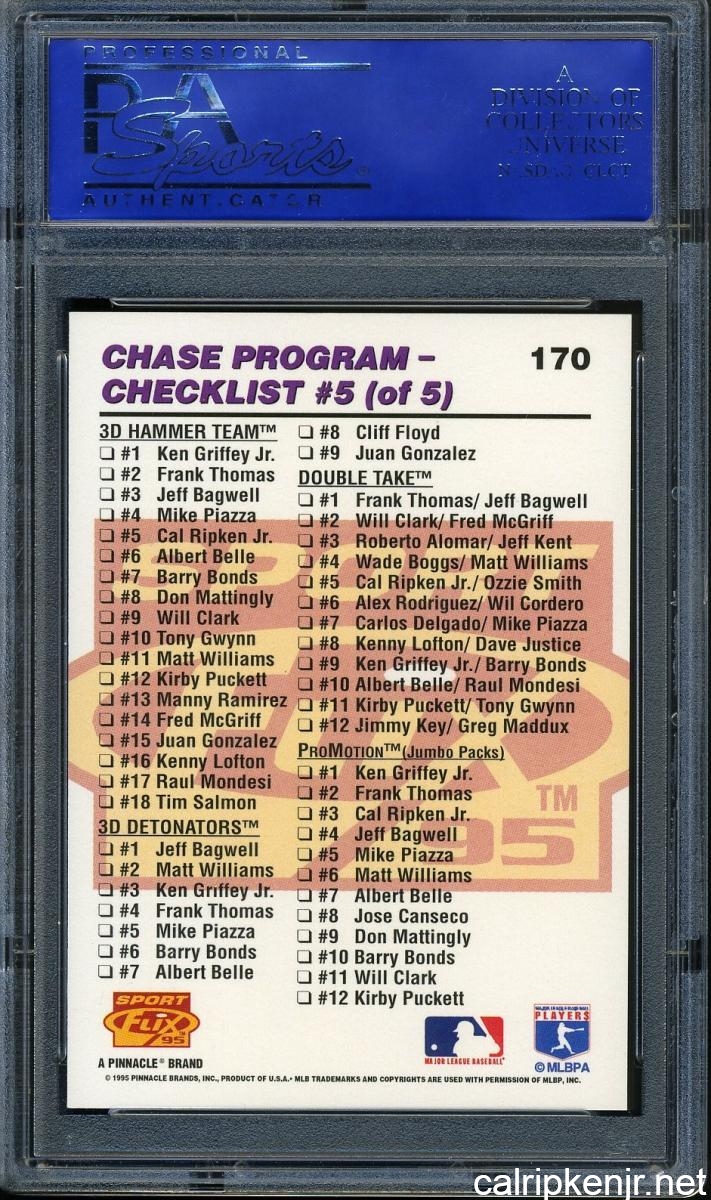 PROFESSIONAL
PSA
Sports®
AUTHENTICATOR
A
DIVISION OF
COLLECTORS
UNIVERSE
NASDAQ: CLCT
CHASE PROGRAM –
CHECKLIST #5 (of 5)
170
3D HAMMER TEAM™
❏ #1 Ken Griffey Jr.
❏ #2 Frank Thomas
❏ #3 Jeff Bagwell
❏ #4 Mike Piazza
❏ #5 Cal Ripken Jr.
❏ #6 Albert Belle
❏ #7 Barry Bonds
❏ #8 Don Mattingly
❏ #9 Will Clark
❏ #10 Tony Gwynn
❏ #11 Matt Williams
❏ #12 Kirby Puckett
❏ #13 Manny Ramirez
❏ #14 Fred McGriff
❏ #15 Juan Gonzalez
❏ #16 Kenny Lofton
❏ #17 Raul Mondesi
❏ #18 Tim Salmon
3D DETONATORS™
❏ #1 Jeff Bagwell
❏ #2 Matt Williams
❏ #3 Ken Griffey Jr.
❏ #4 Frank Thomas
❏ #5 Mike Piazza
❏ #6 Barry Bonds
❏ #7 Albert Belle
❏ #8 Cliff Floyd
❏ #9 Juan Gonzalez
DOUBLE TAKE™
❏ #1 Frank Thomas/ Jeff Bagwell
❏ #2 Will Clark/ Fred McGriff
❏ #3 Roberto Alomar/ Jeff Kent
❏ #4 Wade Boggs/ Matt Williams
❏ #5 Cal Ripken Jr./ Ozzie Smith
❏ #6 Alex Rodriguez/ Wil Cordero
❏ #7 Carlos Delgado/ Mike Piazza
❏ #8 Kenny Lofton/ Dave Justice
❏ #9 Ken Griffey Jr./ Barry Bonds
❏ #10 Albert Belle/ Raul Mondesi
❏ #11 Kirby Puckett/ Tony Gwynn
❏ #12 Jimmy Key/ Greg Maddux
PROMOTION™ (Jumbo Packs)
❏ #1 Ken Griffey Jr.
❏ #2 Frank Thomas
❏ #3 Cal Ripken Jr.
❏ #4 Jeff Bagwell
❏ #5 Mike Piazza
❏ #6 Matt Williams
❏ #7 Albert Belle
❏ #8 Jose Canseco
❏ #9 Don Mattingly
❏ #10 Barry Bonds
❏ #11 Will Clark
❏ #12 Kirby Puckett
SPORT
FLIX
TM
95
SPORT
FLIX™
95
A PINNACLE® BRAND
MAJOR LEAGUE BASEBALL®
MAJOR LEAGUE BASEBALL
PLAYERS
© MLBPA
© 1995 PINNACLE BRANDS, INC., PRODUCT OF U.S.A.• MLB TRADEMARKS AND COPYRIGHTS ARE USED WITH PERMISSION OF MLBP, INC.
calripkenjr.net